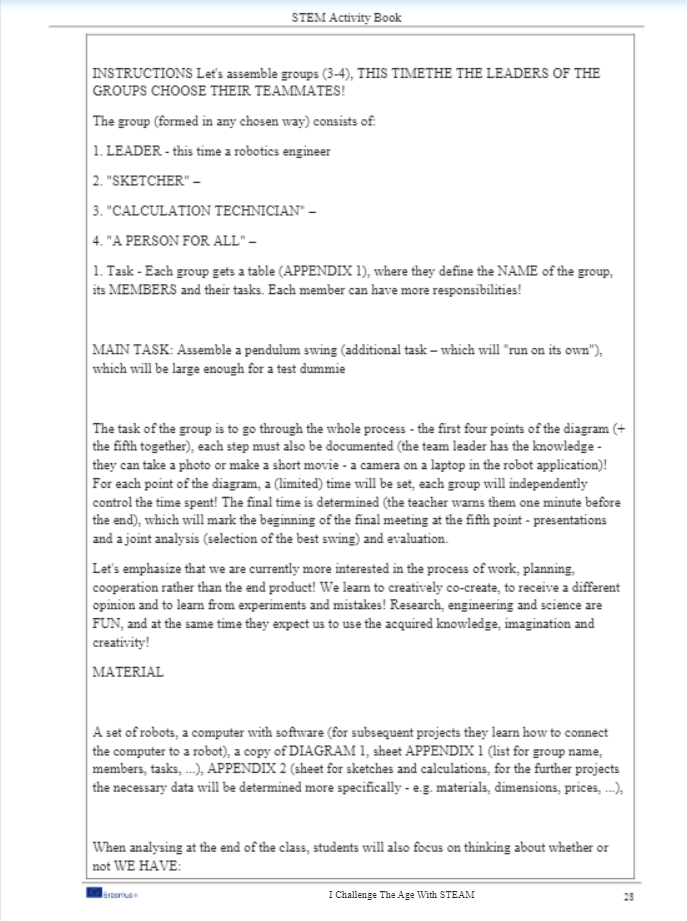 STEM Activity Book
INSTRUCTIONS Let's assemble groups (3-4), THIS TIMETHE THE LEADERS OF THE
GROUPS CHOOSE THEIR TEAMMATES!
The group (formed in any chosen way) consists of:
1. LEADER - this time a robotics engineer
2. "SKETCHER" –
3. "CALCULATION TECHNICIAN" –
4. "A PERSON FOR ALL" –
1. Task - Each group gets a table (APPENDIX 1), where they define the NAME of the group,
its MEMBERS and their tasks. Each member can have more responsibilities!
MAIN TASK: Assemble a pendulum swing (additional task – which will "run on its own"),
which will be large enough for a test dummie
The task of the group is to go through the whole process - the first four points of the diagram (+
the fifth together), each step must also be documented (the team leader has the knowledge -
they can take a photo or make a short movie - a camera on a laptop in the robot application)!
For each point of the diagram, a (limited) time will be set, each group will independently
control the time spent! The final time is determined (the teacher warns them one minute before
the end), which will mark the beginning of the final meeting at the fifth point - presentations
and a joint analysis (selection of the best swing) and evaluation.
Let's emphasize that we are currently more interested in the process of work, planning,
cooperation rather than the end product! We learn to creatively co-create, to receive a different
opinion and to learn from experiments and mistakes! Research, engineering and science are
FUN, and at the same time they expect us to use the acquired knowledge, imagination and
creativity!
MATERIAL
A set of robots, a computer with software (for subsequent projects they learn how to connect
the computer to a robot), a copy of DIAGRAM 1, sheet APPENDIX 1 (list for group name,
members, tasks, ...), APPENDIX 2 (sheet for sketches and calculations, for the further projects
the necessary data will be determined more specifically - e.g. materials, dimensions, prices, ...),
When analysing at the end of the class, students will also focus on thinking about whether or
not WE HAVE:
Erasmus+
I Challenge The Age With STEAM
28